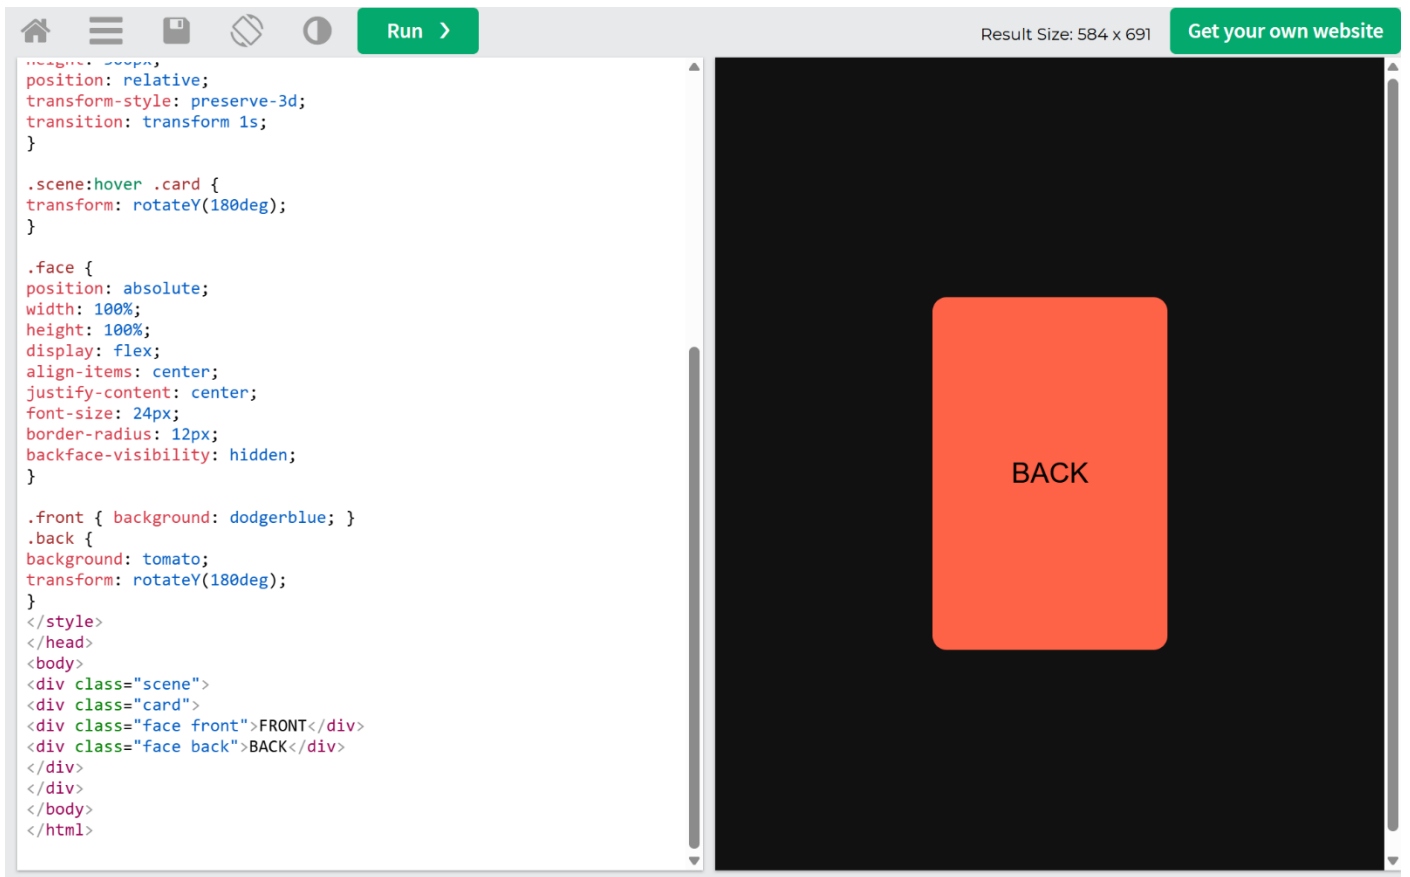 Run ❯
Result Size: 584 x 691
Get your own website
height: 300px;
position: relative;
transform-style: preserve-3d;
transition: transform 1s;
}
.scene:hover .card {
transform: rotateY(180deg);
}
.face {
position: absolute;
width: 100%;
height: 100%;
display: flex;
align-items: center;
justify-content: center;
font-size: 24px;
border-radius: 12px;
backface-visibility: hidden;
}
.front { background: dodgerblue; }
.back {
background: tomato;
transform: rotateY(180deg);
}
</style>
</head>
<body>
<div class="scene">
<div class="card">
<div class="face front">FRONT</div>
<div class="face back">BACK</div>
</div>
</div>
</body>
</html>
BACK